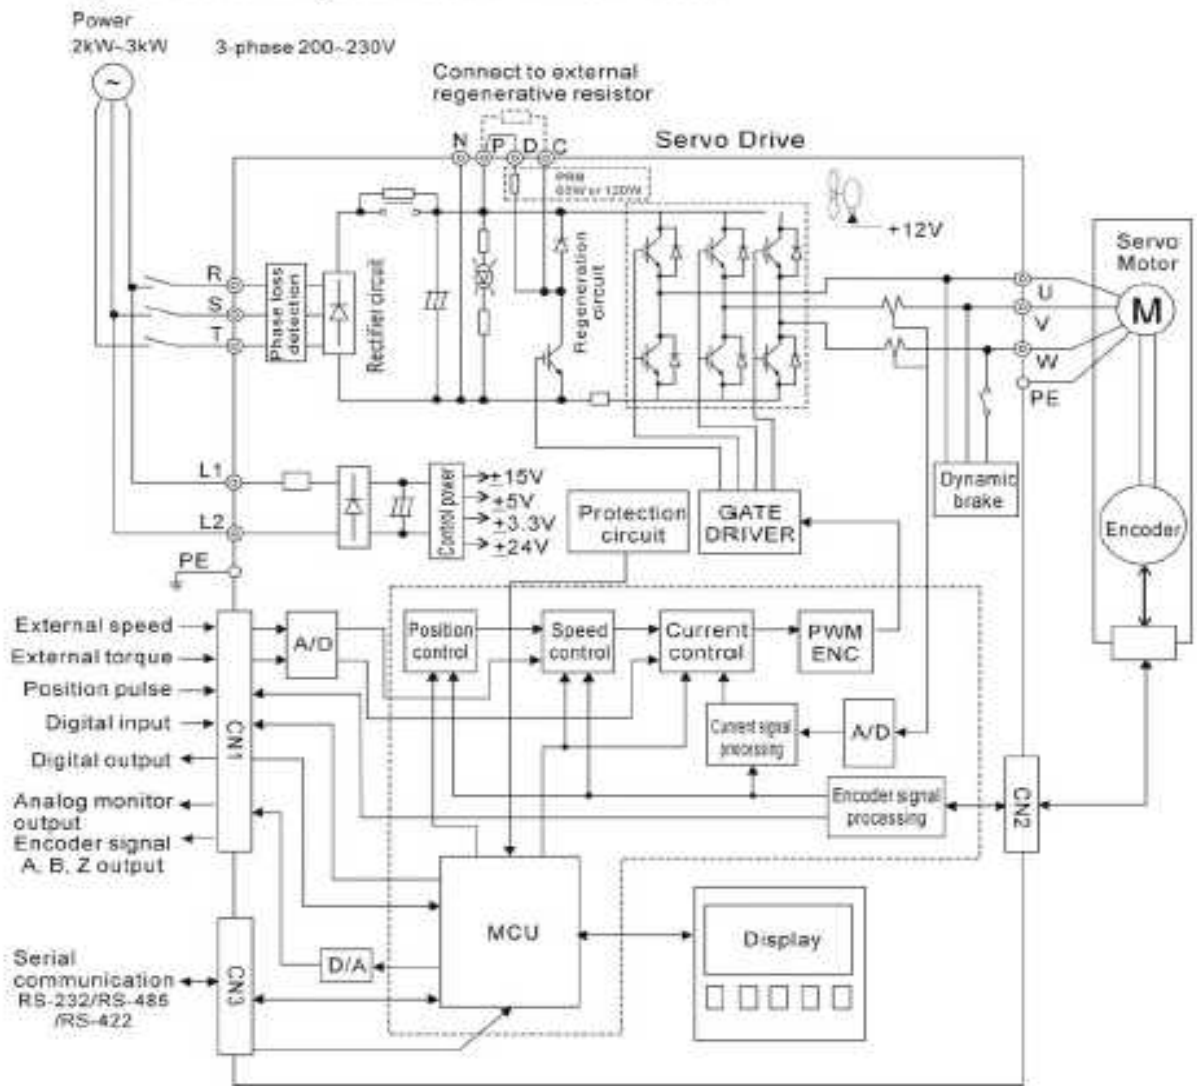 Power
2kW~3kW
3-phase 200~230V
Connect to external
regenerative resistor
N
P
D
C
Servo Drive
PRB
60W or 120W
+12V
Servo
Motor
M
R
S
T
Phase loss
detection
Rectifier circuit
Regeneration
circuit
U
V
W
PE
L1
L2
Control power
±15V
±5V
±3.3V
±24V
Protection
circuit
GATE
DRIVER
Dynamic
brake
Encoder
PE
External speed
External torque
Position pulse
Digital input
Digital output
Analog monitor
output
Encoder signal
A, B, Z output
CN1
A/D
Position
control
Speed
control
Current
control
PWM
ENC
Current signal
processing
A/D
Encoder signal
processing
CN2
MCU
Display
D/A
Serial
communication
RS-232/RS-485
/RS-422
CN3